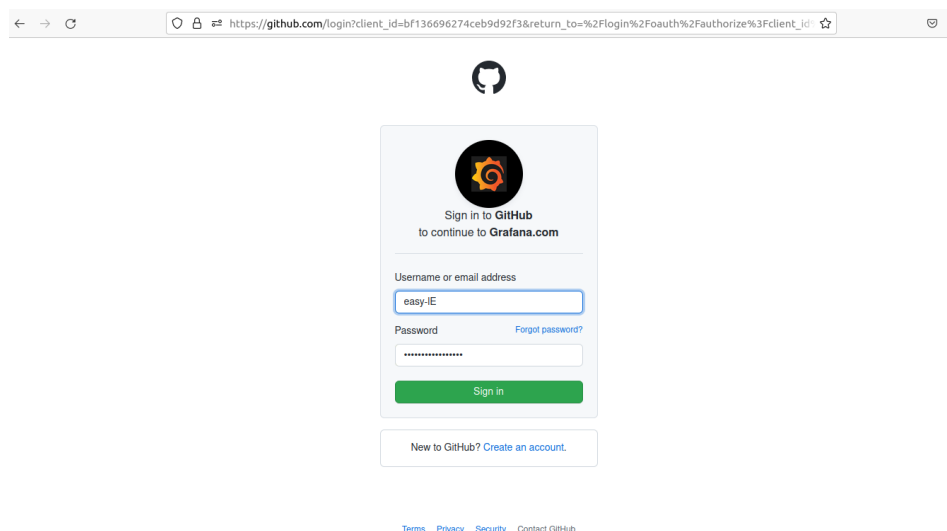 https://github.com/login?client_id=bf136696274ceb9d92f3&return_to=%2Flogin%2Foauth%2Fauthorize%3Fclient_id
Sign in to GitHub
to continue to Grafana.com
Username or email address
easy-IE
Password Forgot password?
•••••••••••••••••
Sign in
New to GitHub? Create an account.
Terms Privacy Security Contact GitHub